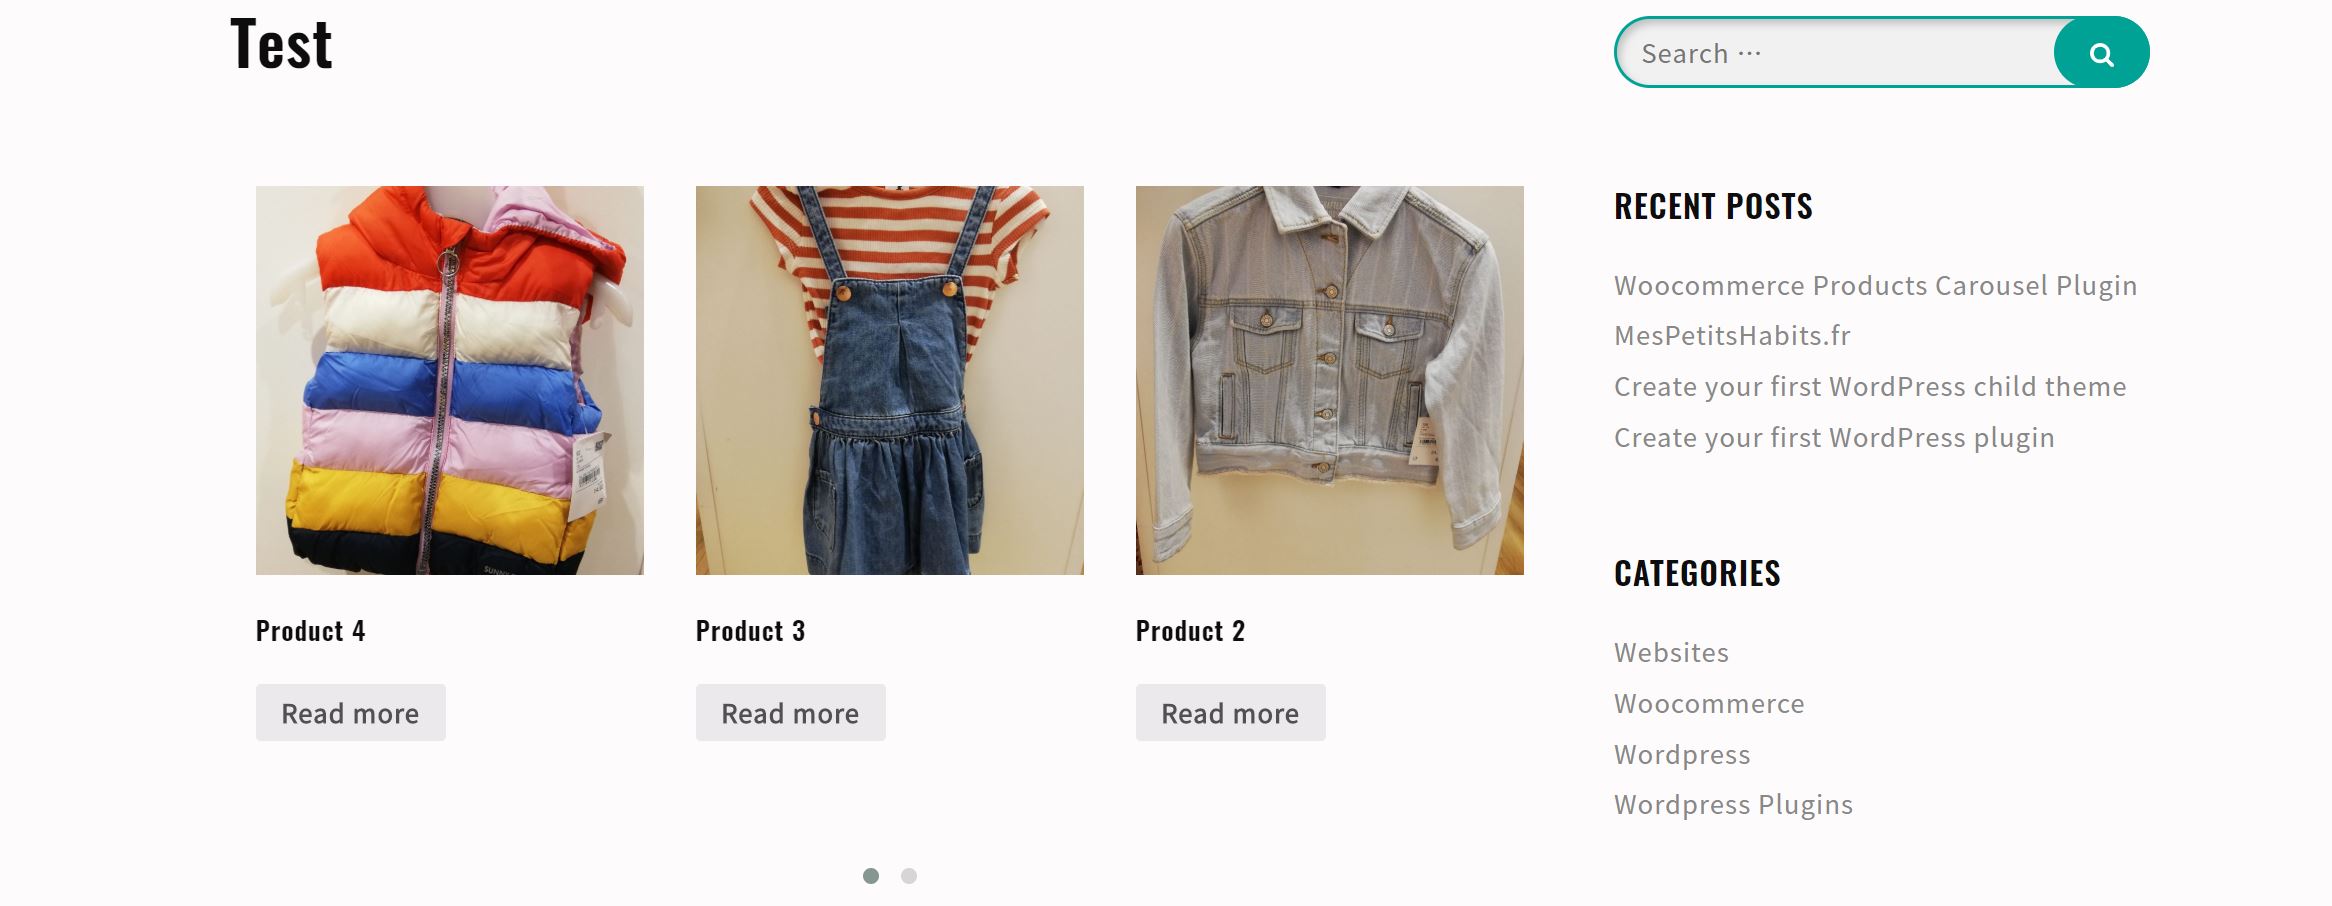 Test
Search ...
Product 4
Read more
Product 3
Read more
Product 2
Read more
RECENT POSTS
Woocommerce Products Carousel Plugin
MesPetitsHabits.fr
Create your first WordPress child theme
Create your first WordPress plugin
CATEGORIES
Websites
Woocommerce
Wordpress
Wordpress Plugins